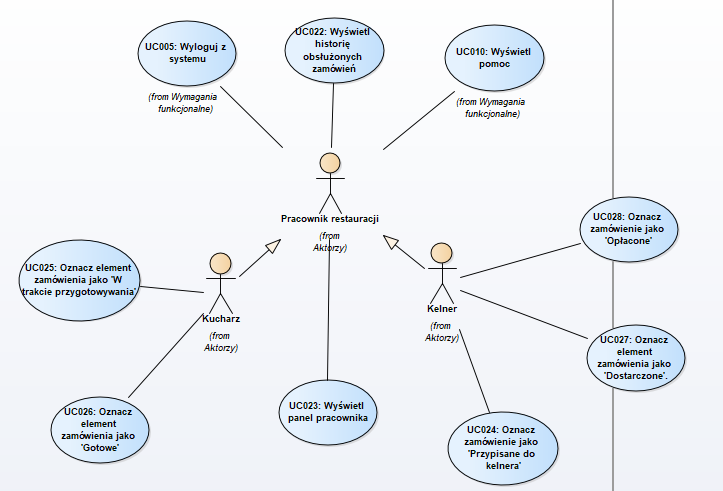 UC005: Wyloguj z
systemu
(from Wymagania
funkcjonalne)
UC022: Wyświetl
historię
obsłużonych
zamówień
UC010: Wyświetl
pomoc
(from Wymagania
funkcjonalne)
Pracownik restauracji
(from
Aktorzy)
UC028: Oznacz
zamówienie jako
'Opłacone'
UC025: Oznacz element
zamówienia jako 'W
trakcie przygotowywania'
Kucharz
(from
Aktorzy)
Kelner
(from
Aktorzy)
UC027: Oznacz
element
zamówienia jako
'Dostarczone'.
UC026: Oznacz
element
zamówienia jako
'Gotowe'
UC023: Wyświetl
panel pracownika
UC024: Oznacz
zamówienie jako
'Przypisane do
kelnera'